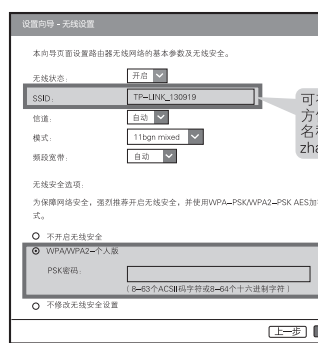 设置向导 - 无线设置
本向导页面设置路由器无线网络的基本参数及无线安全。
无线状态： 开启
SSID： TP-LINK_130919
信道： 自动
模式： 11bgn mixed
频段宽带： 自动
可
方
名
zha
无线安全选项：
为保障网络安全，强烈推荐开启无线安全，并使用WPA-PSK/WPA2-PSK AES加
式。
不开启无线安全
WPA/WPA2-个人版
PSK密码：
（8-63个ACSII码字符或8-64个十六进制字符）
不修改无线安全设置
上一步